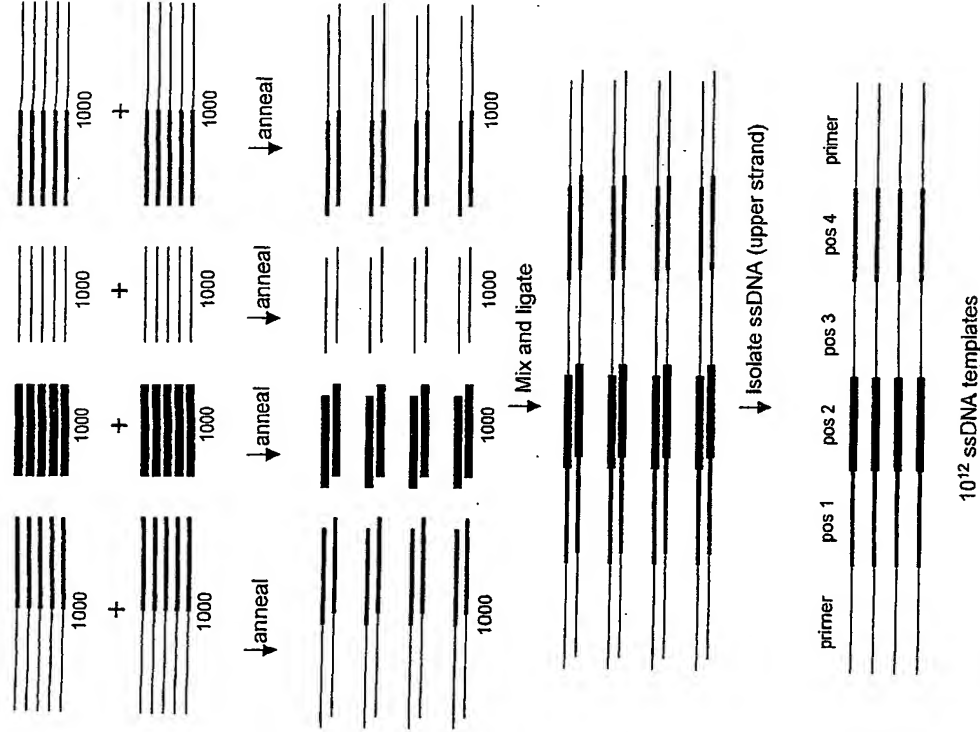 1000 1000 1000 1000
+ + + +
1000 1000 1000 1000
anneal anneal anneal anneal
1000 1000 1000 1000
Mix and ligate
Isolate ssDNA (upper strand)
primer pos 1 pos 2 pos 3 pos 4 primer
10¹² ssDNA templates